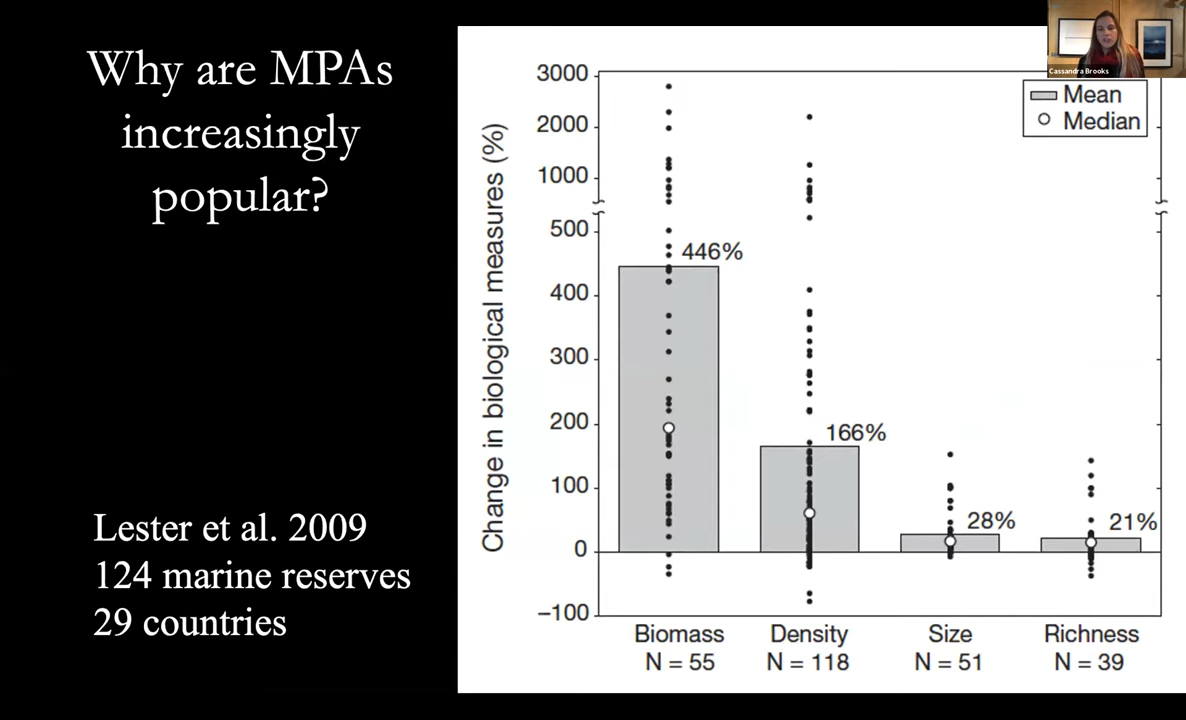 Why are MPAs
increasingly
popular?
Lester et al. 2009
124 marine reserves
29 countries
Cassandra Brooks
Change in biological measures (%)
3000
2000
1000
500
400
300
200
100
0
−100
Mean
Median
446%
166%
28%
21%
Biomass
N = 55
Density
N = 118
Size
N = 51
Richness
N = 39